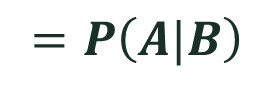 = P(A|B)